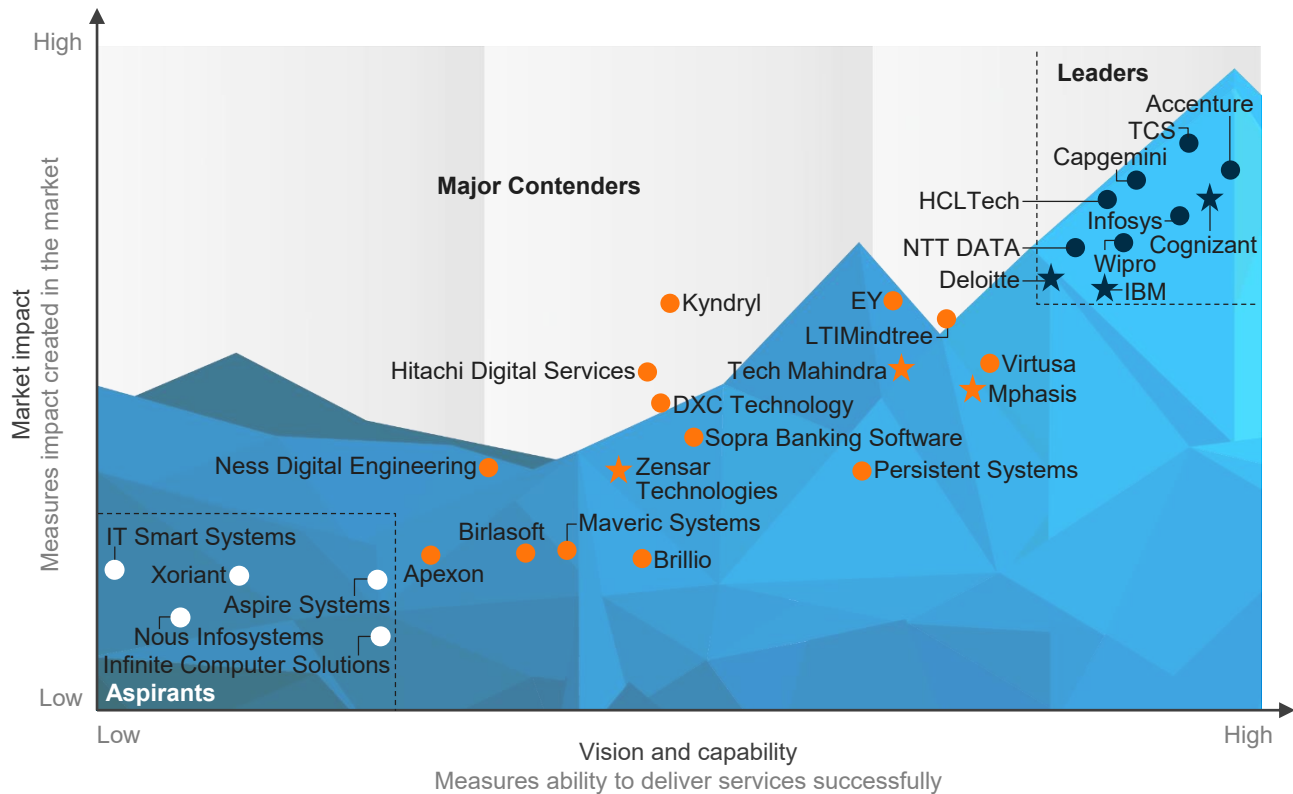 High
Leaders
Accenture
TCS
Capgemini
Major Contenders
HCLTech
Infosys
NTT DATA
Cognizant
Wipro
Deloitte
IBM
Kyndryl
EY
LTIMindtree
Hitachi Digital Services
Tech Mahindra
Virtusa
Mphasis
DXC Technology
Sopra Banking Software
Ness Digital Engineering
Zensar
Technologies
Persistent Systems
Maveric Systems
Birlasoft
Brillio
Apexon
IT Smart Systems
Xoriant
Aspire Systems
Nous Infosystems
Infinite Computer Solutions
Aspirants
Market impact
Measures impact created in the market
Low
Low
High
Vision and capability
Measures ability to deliver services successfully